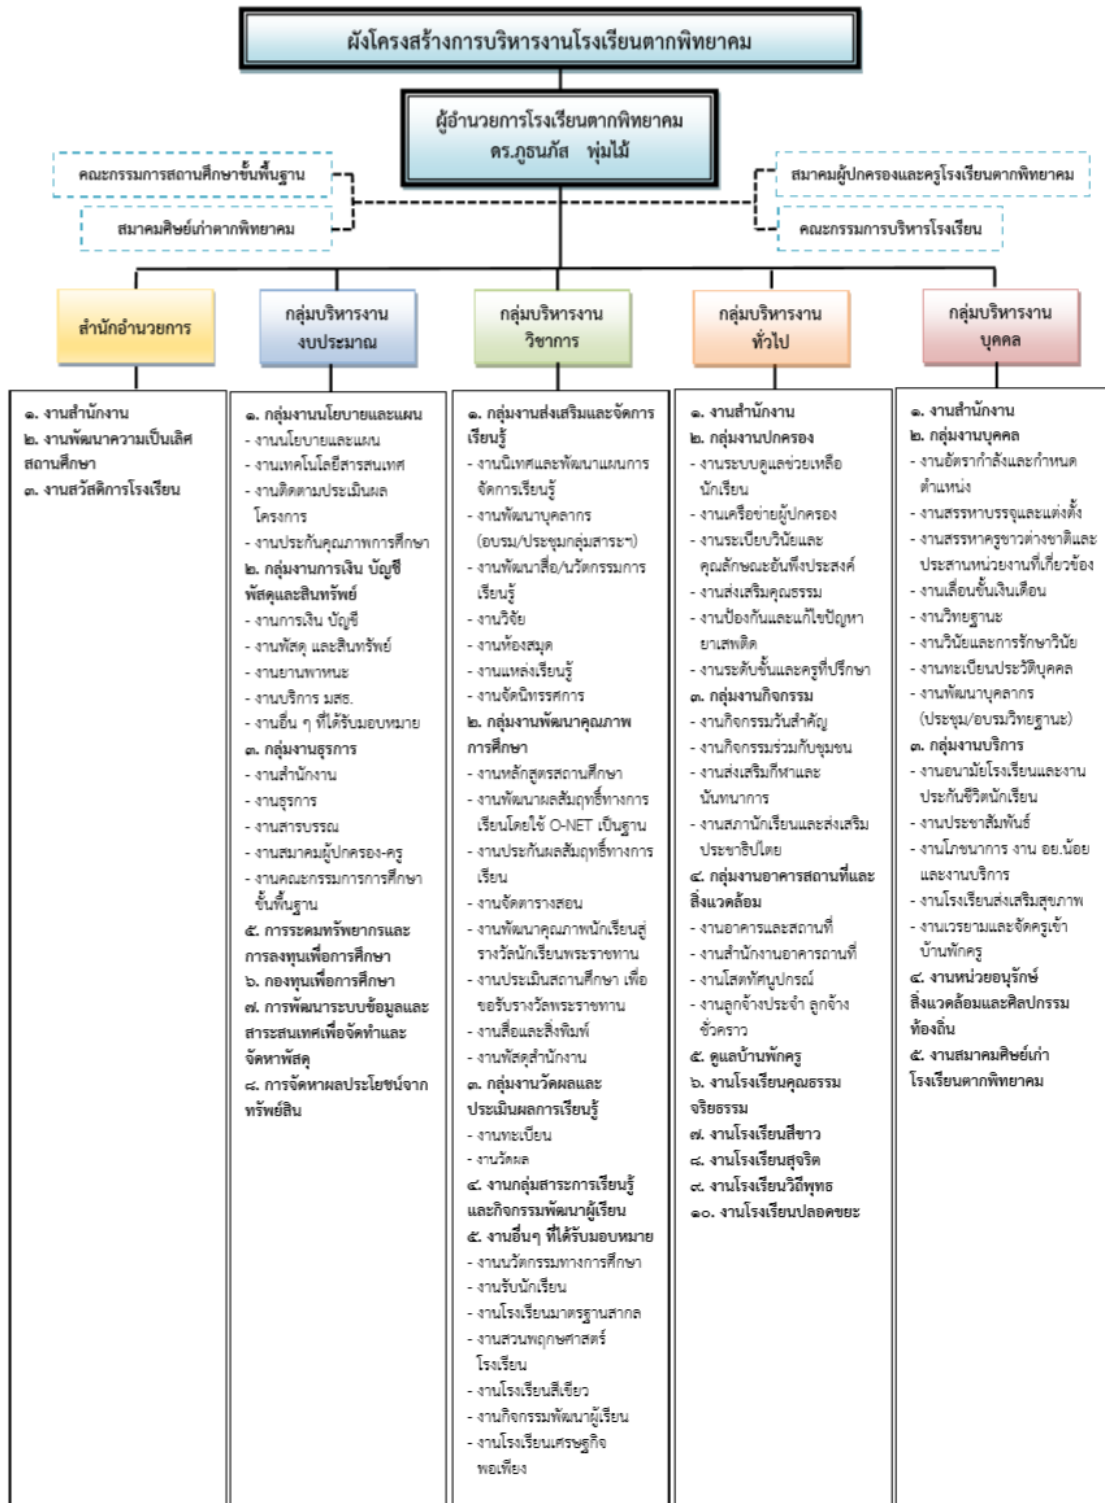 ผังโครงสร้างการบริหารงานโรงเรียนตากพิทยาคม
ผู้อำนวยการโรงเรียนตากพิทยาคม
ดร.ภูธนภัส พุ่มไม้
คณะกรรมการสถานศึกษาขั้นพื้นฐาน
สมาคมศิษย์เก่าตากพิทยาคม
สมาคมผู้ปกครองและครูโรงเรียนตากพิทยาคม
คณะกรรมการบริหารโรงเรียน
สำนักอำนวยการ
๑. งานสำนักงาน
๒. งานพัฒนาความเป็นเลิศ
สถานศึกษา
๓. งานสวัสดิการโรงเรียน
กลุ่มบริหารงาน
งบประมาณ
๑. กลุ่มงานนโยบายและแผน
- งานนโยบายและแผน
- งานเทคโนโลยีสารสนเทศ
- งานติดตามประเมินผล
โครงการ
- งานประกันคุณภาพการศึกษา
๒. กลุ่มงานการเงิน บัญชี
พัสดุและสินทรัพย์
- งานการเงิน บัญชี
- งานพัสดุ และสินทรัพย์
- งานยานพาหนะ
- งานบริการ มสธ.
- งานอื่น ๆ ที่ได้รับมอบหมาย
๓. กลุ่มงานธุรการ
- งานสำนักงาน
- งานธุรการ
- งานสารบรรณ
- งานสมาคมผู้ปกครอง-ครู
- งานคณะกรรมการการศึกษา
ขั้นพื้นฐาน
๕. การระดมทรัพยากรและ
การลงทุนเพื่อการศึกษา
๖. กองทุนเพื่อการศึกษา
๗. การพัฒนาระบบข้อมูลและ
สาระสนเทศเพื่อจัดทำและ
จัดหาพัสดุ
๘. การจัดหาผลประโยชน์จาก
ทรัพย์สิน
กลุ่มบริหารงาน
วิชาการ
๑. กลุ่มงานส่งเสริมและจัดการ
เรียนรู้
- งานนิเทศและพัฒนาแผนการ
จัดการเรียนรู้
- งานพัฒนาบุคลากร
(อบรม/ประชุมกลุ่มสาระฯ)
- งานพัฒนาสื่อ/นวัตกรรมการ
เรียนรู้
- งานวิจัย
- งานห้องสมุด
- งานแหล่งเรียนรู้
- งานจัดนิทรรศการ
๒. กลุ่มงานพัฒนาคุณภาพ
การศึกษา
- งานหลักสูตรสถานศึกษา
- งานพัฒนาผลสัมฤทธิ์ทางการ
เรียนโดยใช้ O-NET เป็นฐาน
- งานประกันผลสัมฤทธิ์ทางการ
เรียน
- งานจัดตารางสอน
- งานพัฒนาคุณภาพนักเรียนสู่
รางวัลนักเรียนพระราชทาน
- งานประเมินสถานศึกษา เพื่อ
ขอรับรางวัลพระราชทาน
- งานสื่อและสิ่งพิมพ์
- งานพัสดุสำนักงาน
๓. กลุ่มงานวัดผลและ
ประเมินผลการเรียนรู้
- งานทะเบียน
- งานวัดผล
๔. งานกลุ่มสาระการเรียนรู้
และกิจกรรมพัฒนาผู้เรียน
๕. งานอื่นๆ ที่ได้รับมอบหมาย
- งานนวัตกรรมทางการศึกษา
- งานรับนักเรียน
- งานโรงเรียนมาตรฐานสากล
- งานสวนพฤกษศาสตร์
โรงเรียน
- งานโรงเรียนสีเขียว
- งานกิจกรรมพัฒนาผู้เรียน
- งานโรงเรียนเศรษฐกิจ
พอเพียง
กลุ่มบริหารงาน
ทั่วไป
๑. งานสำนักงาน
๒. กลุ่มงานปกครอง
- งานระบบดูแลช่วยเหลือ
นักเรียน
- งานเครือข่ายผู้ปกครอง
- งานระเบียบวินัยและ
คุณลักษณะอันพึงประสงค์
- งานส่งเสริมคุณธรรม
- งานป้องกันและแก้ไขปัญหา
ยาเสพติด
- งานระดับชั้นและครูที่ปรึกษา
๓. กลุ่มงานกิจกรรม
- งานกิจกรรมวันสำคัญ
- งานกิจกรรมร่วมกับชุมชน
- งานส่งเสริมกีฬาและ
นันทนาการ
- งานสภานักเรียนและส่งเสริม
ประชาธิปไตย
๔. กลุ่มงานอาคารสถานที่และ
สิ่งแวดล้อม
- งานอาคารและสถานที่
- งานสำนักงานอาคารถานที่
- งานโสตทัศนูปกรณ์
- งานลูกจ้างประจำ ลูกจ้าง
ชั่วคราว
๕. ดูแลบ้านพักครู
๖. งานโรงเรียนคุณธรรม
จริยธรรม
๗. งานโรงเรียนสีขาว
๘. งานโรงเรียนสุจริต
๙. งานโรงเรียนวิถีพุทธ
๑๐. งานโรงเรียนปลอดขยะ
กลุ่มบริหารงาน
บุคคล
๑. งานสำนักงาน
๒. กลุ่มงานบุคคล
- งานอัตรากำลังและกำหนด
ตำแหน่ง
- งานสรรหาบรรจุและแต่งตั้ง
- งานสรรหาครูชาวต่างชาติและ
ประสานหน่วยงานที่เกี่ยวข้อง
- งานเลื่อนขั้นเงินเดือน
- งานวิทยฐานะ
- งานวินัยและการรักษาวินัย
- งานทะเบียนประวัติบุคคล
- งานพัฒนาบุคลากร
(ประชุม/อบรมวิทยฐานะ)
๓. กลุ่มงานบริการ
- งานอนามัยโรงเรียนและงาน
ประกันชีวิตนักเรียน
- งานประชาสัมพันธ์
- งานโภชนาการ งาน อย.น้อย
และงานบริการ
- งานโรงเรียนส่งเสริมสุขภาพ
- งานเวรยามและจัดครูเข้า
บ้านพักครู
๔. งานหน่วยอนุรักษ์
สิ่งแวดล้อมและศิลปกรรม
ท้องถิ่น
๕. งานสมาคมศิษย์เก่า
โรงเรียนตากพิทยาคม